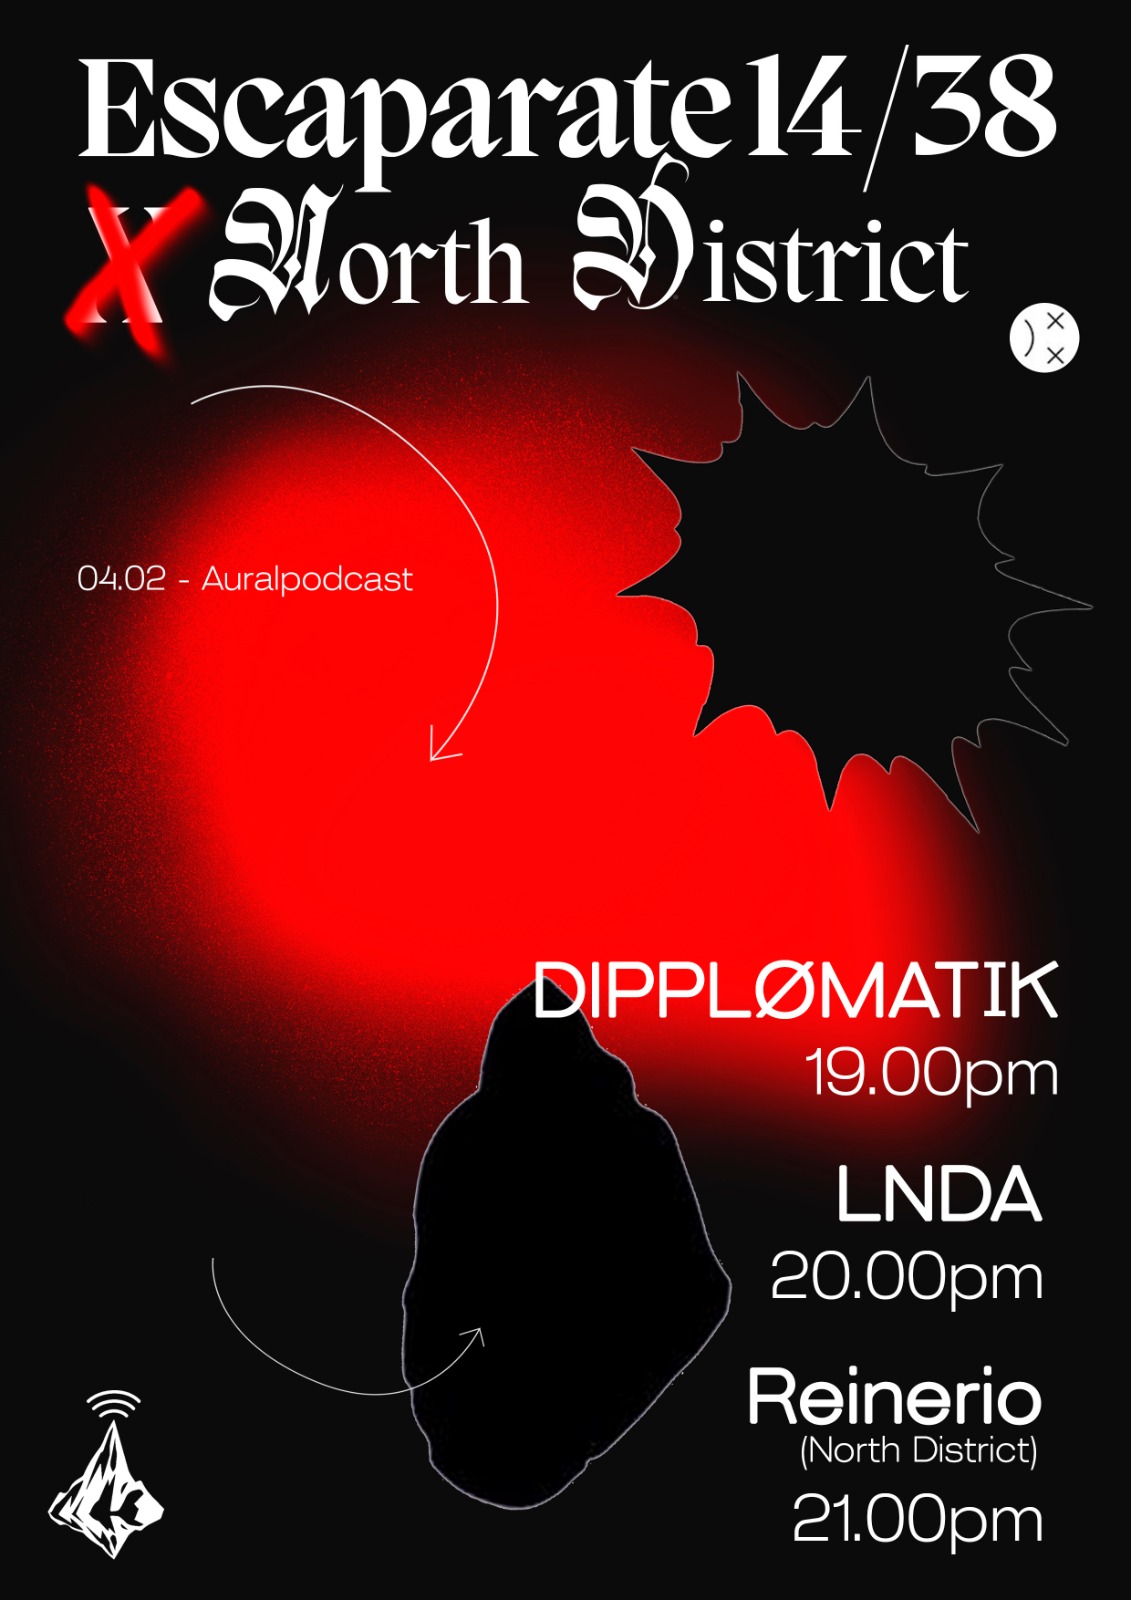 Escaparate 14/38
X North District
04.02 - Auralpodcast
DIPPLØMATIK
19.00pm
LNDA
20.00pm
Reinerio
(North District)
21.00pm